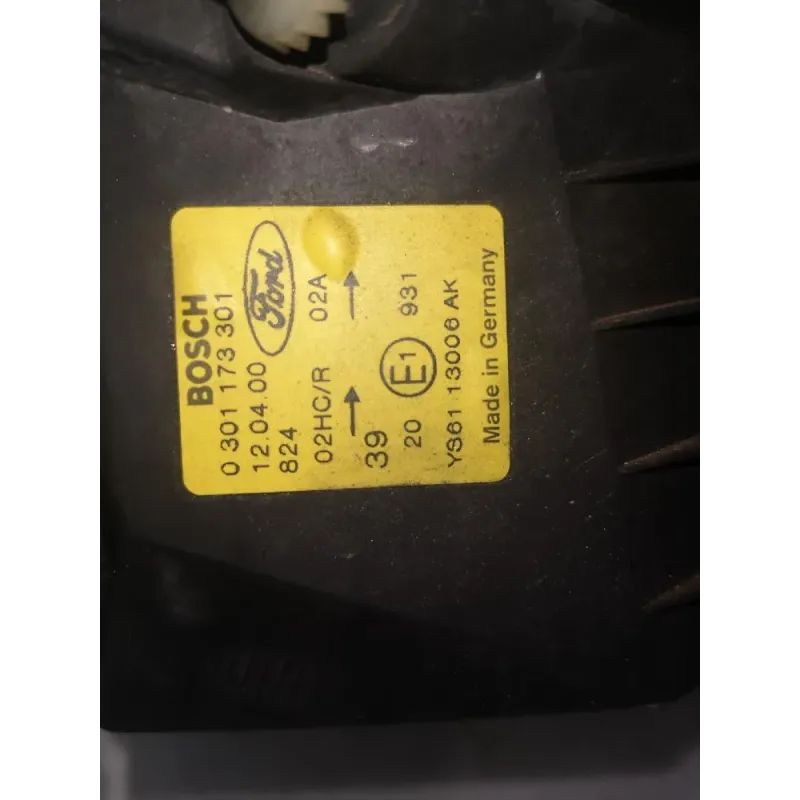 BOSCH
0 301 173 301
12.04.00
824
Ford
02HC/R 02A
→ →
39
20 E1 931
YS61 13006 AK
Made in Germany